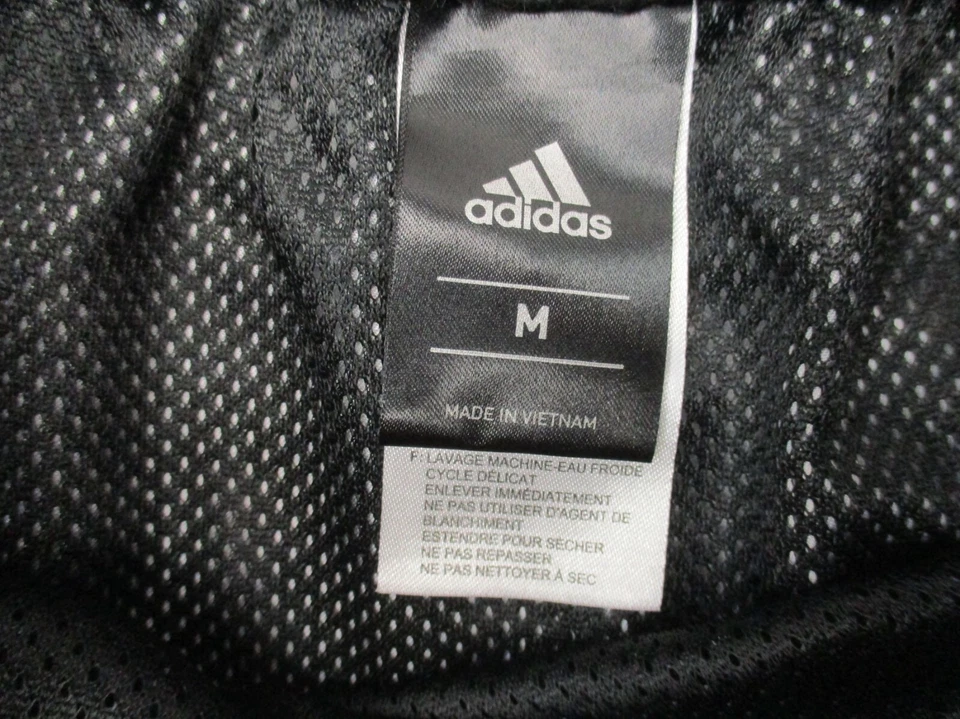 adidas
M
MADE IN VIETNAM
F: LAVAGE MACHINE-EAU FROIDE
CYCLE DÉLICAT
ENLEVER IMMÉDIATEMENT
NE PAS UTILISER D'AGENT DE
BLANCHIMENT
ESTENDRE POUR SÉCHER
NE PAS REPASSER
NE PAS NETTOYER À SEC